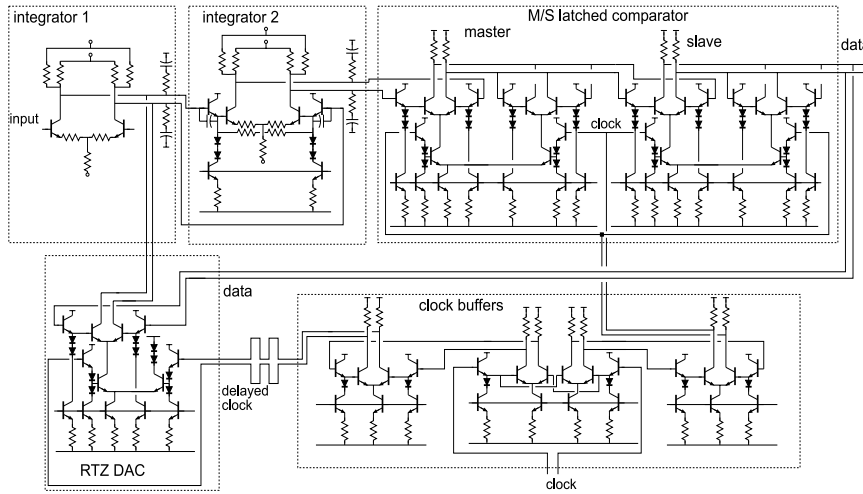 integrator 1
integrator 2
M/S latched comparator
master
slave
data
input
clock
data
clock buffers
delayed
clock
RTZ DAC
clock